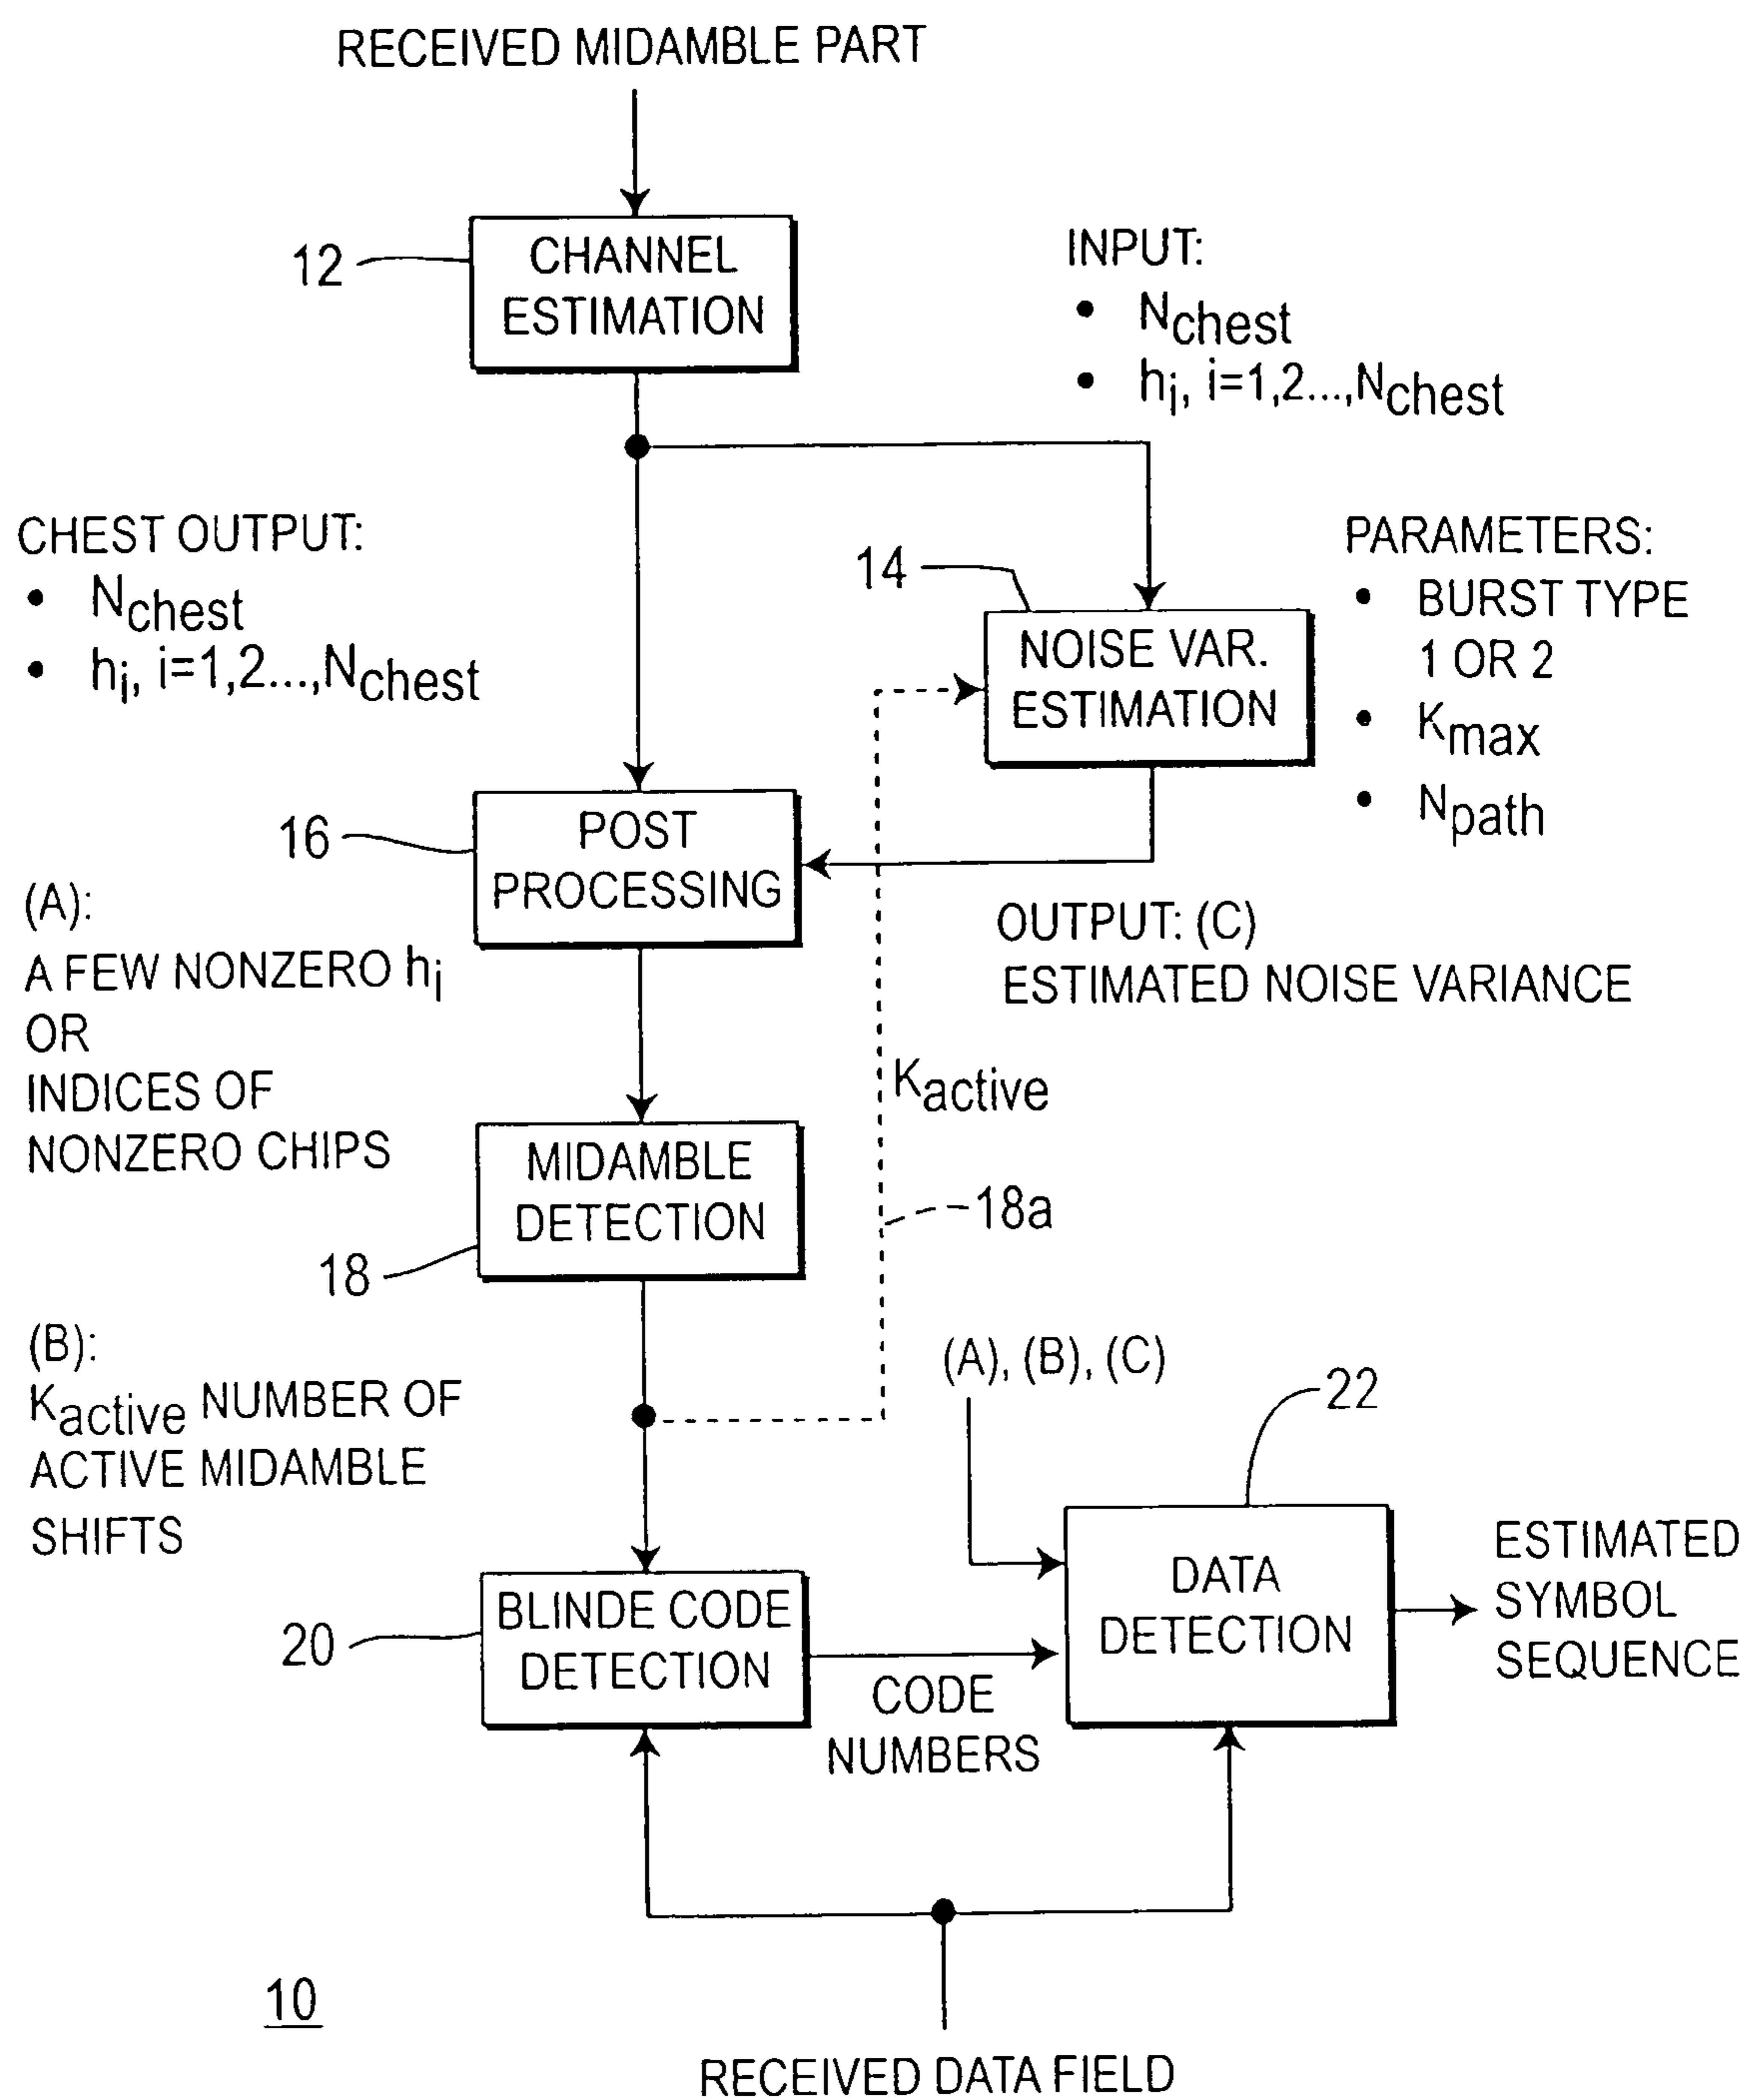 RECEIVED MIDAMBLE PART
12
CHANNEL
ESTIMATION
INPUT:
• Nchest
• hi, i=1,2...,Nchest
CHEST OUTPUT:
• Nchest
• hi, i=1,2...,Nchest
14
NOISE VAR.
ESTIMATION
PARAMETERS:
• BURST TYPE
1 OR 2
• Kmax
• Npath
16
POST
PROCESSING
(A):
A FEW NONZERO hi
OR
INDICES OF
NONZERO CHIPS
OUTPUT: (C)
ESTIMATED NOISE VARIANCE
Kactive
18a
MIDAMBLE
DETECTION
18
(B):
Kactive NUMBER OF
ACTIVE MIDAMBLE
SHIFTS
(A), (B), (C)
22
20
BLINDE CODE
DETECTION
CODE
NUMBERS
DATA
DETECTION
ESTIMATED
SYMBOL
SEQUENCE
10
RECEIVED DATA FIELD